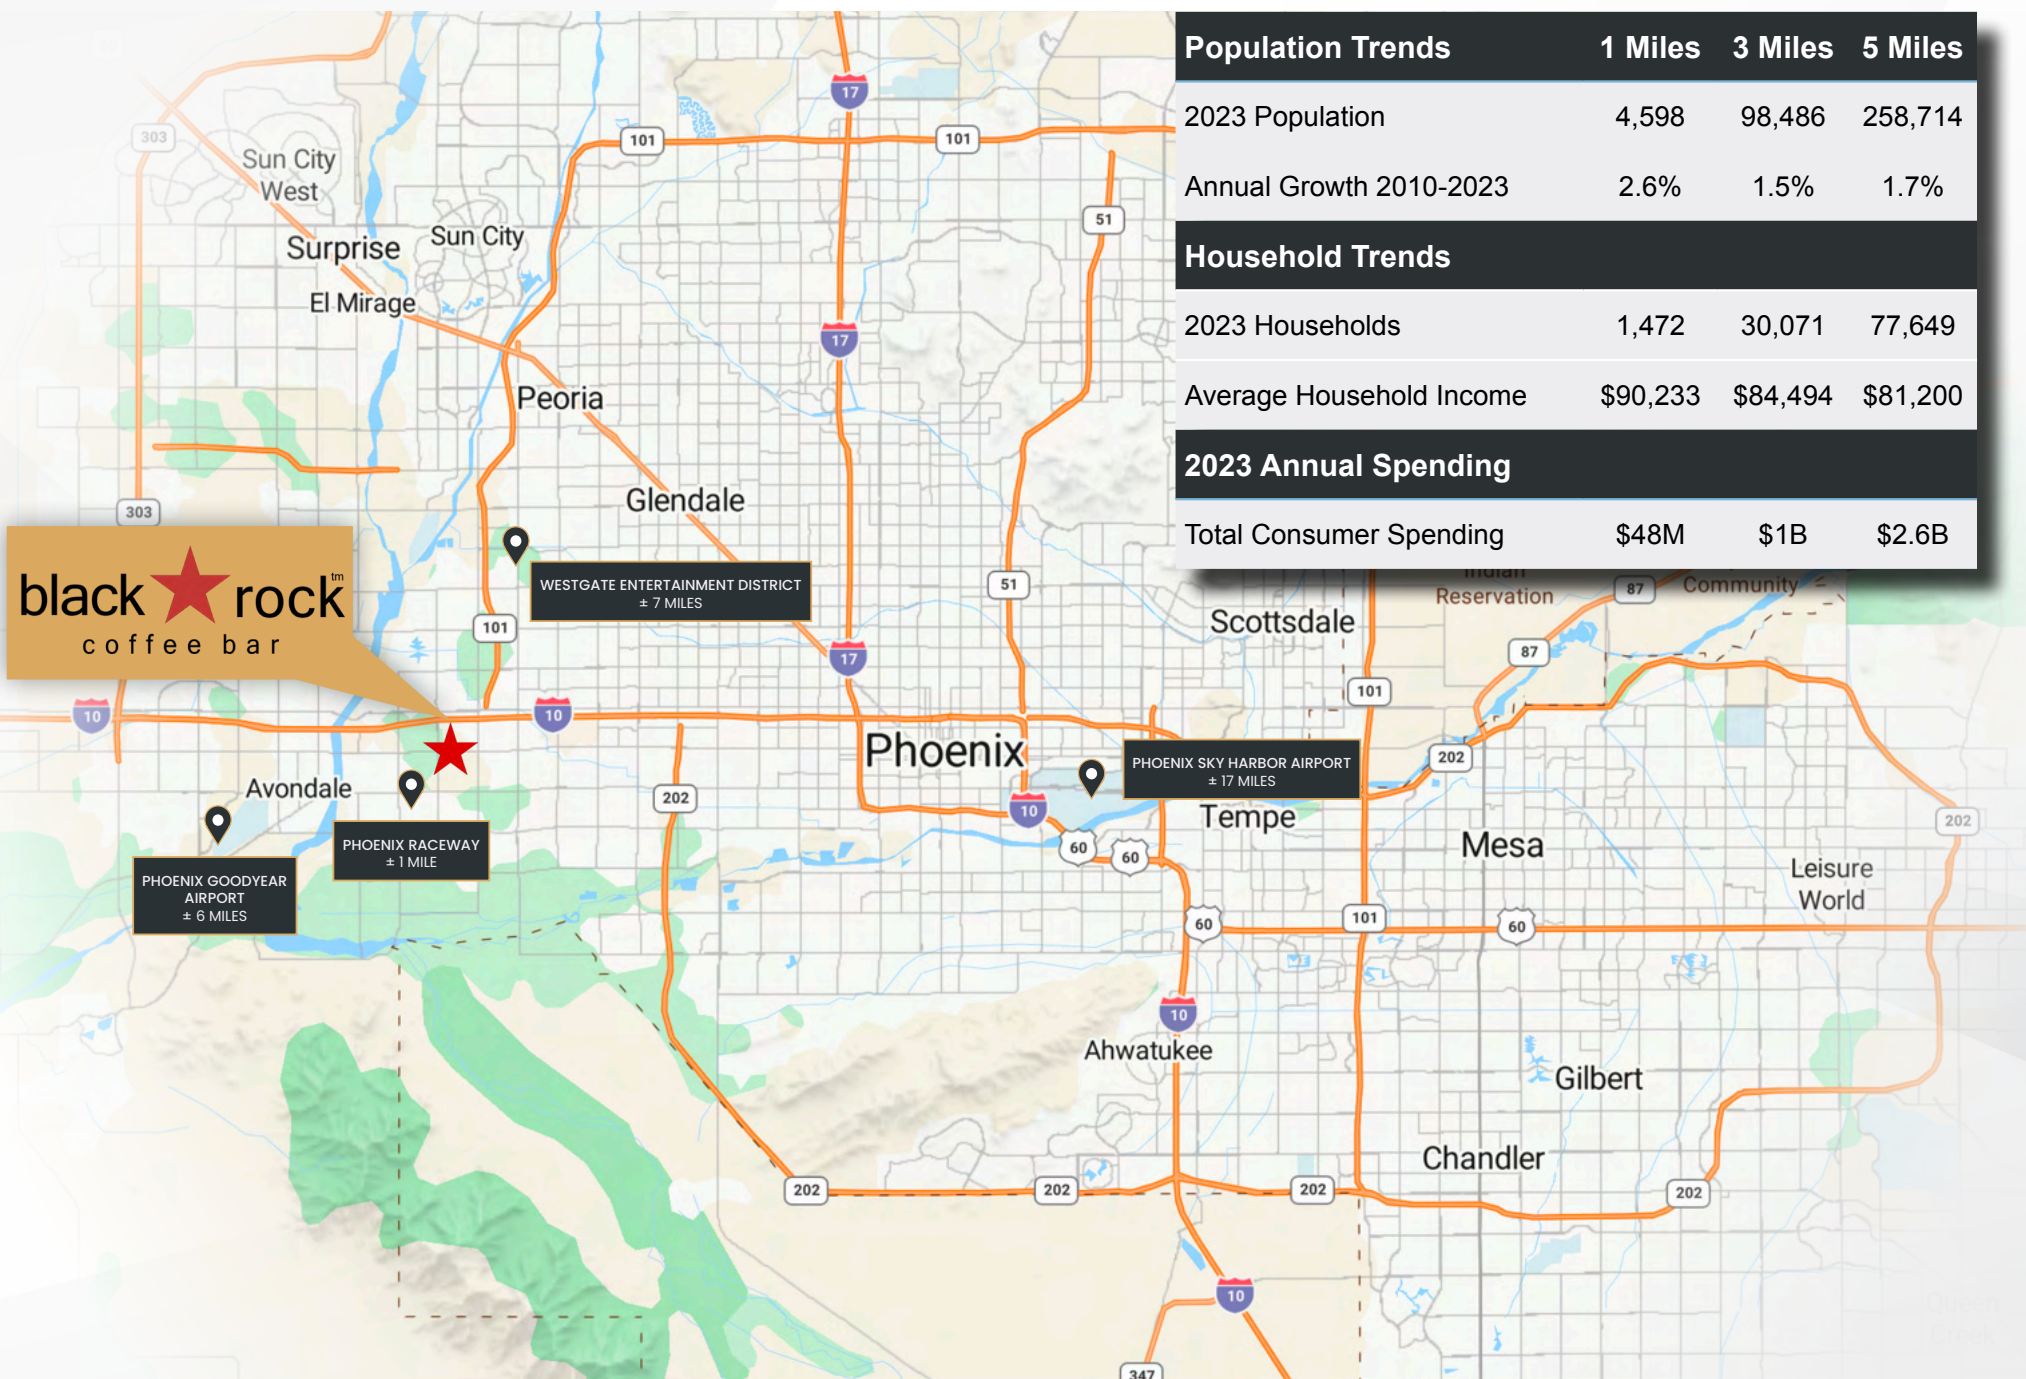 Population Trends 1 Miles 3 Miles 5 Miles
2023 Population 4,598 98,486 258,714
Annual Growth 2010-2023 2.6% 1.5% 1.7%
Household Trends
2023 Households 1,472 30,071 77,649
Average Household Income $90,233 $84,494 $81,200
2023 Annual Spending
Total Consumer Spending $48M $1B $2.6B
17
303
101
101
Sun City
West
51
Sun City
Surprise
El Mirage
17
Peoria
Glendale
303
black rock™
coffee bar
WESTGATE ENTERTAINMENT DISTRICT
± 7 MILES
51
Indian
Reservation
87
Community
101
Scottsdale
87
17
101
10
10
Phoenix
202
PHOENIX SKY HARBOR AIRPORT
± 17 MILES
Avondale
202
10
Tempe
202
PHOENIX RACEWAY
± 1 MILE
60
60
Mesa
Leisure
World
PHOENIX GOODYEAR
AIRPORT
± 6 MILES
60
101
60
10
Ahwatukee
Gilbert
Chandler
202
202
202
202
10
Queen
Creek
347